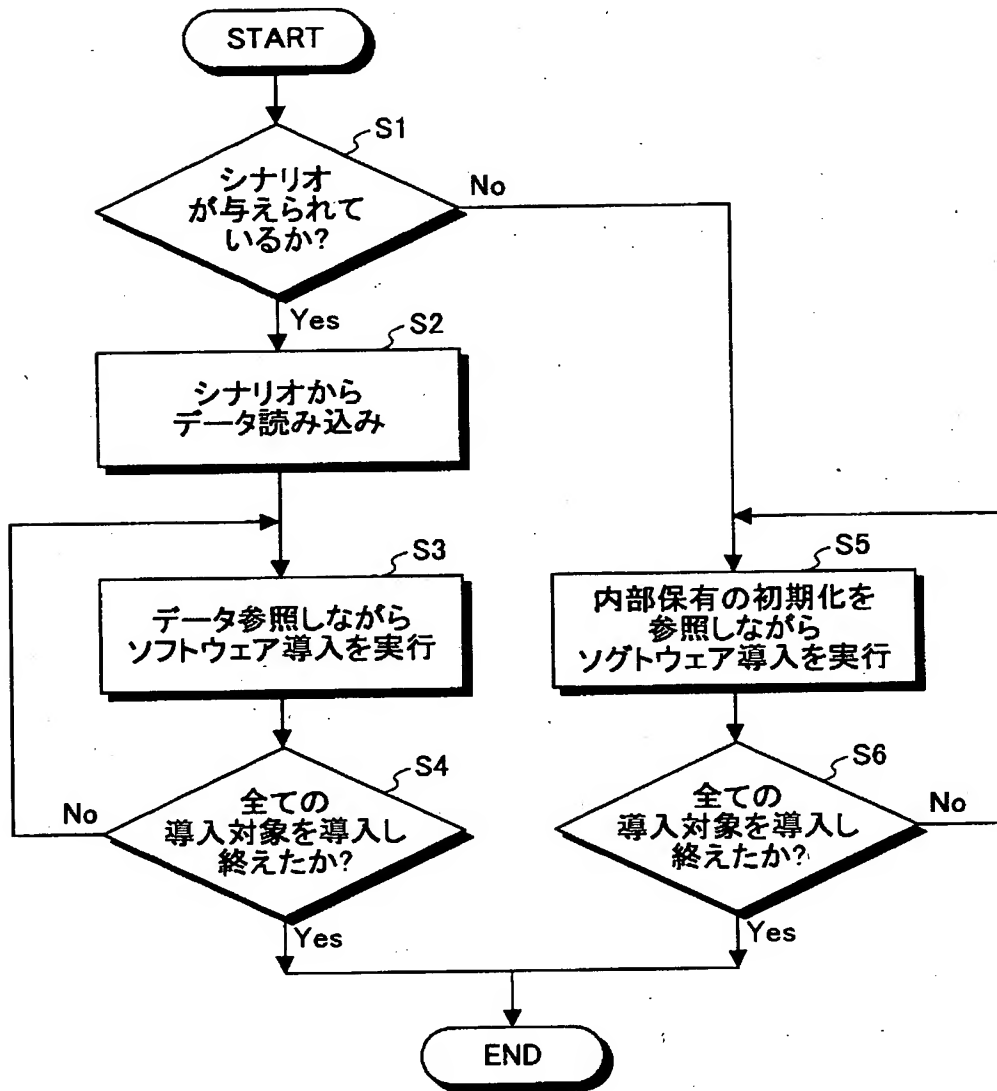 START
S1
シナリオ
が与えられて
いるか?
No
Yes
S2
シナリオから
データ読み込み
S3
データ参照しながら
ソフトウェア導入を実行
S4
全ての
導入対象を導入し
終えたか?
No
Yes
S5
内部保有の初期化を
参照しながら
ソグトウェア導入を実行
S6
全ての
導入対象を導入し
終えたか?
No
Yes
END